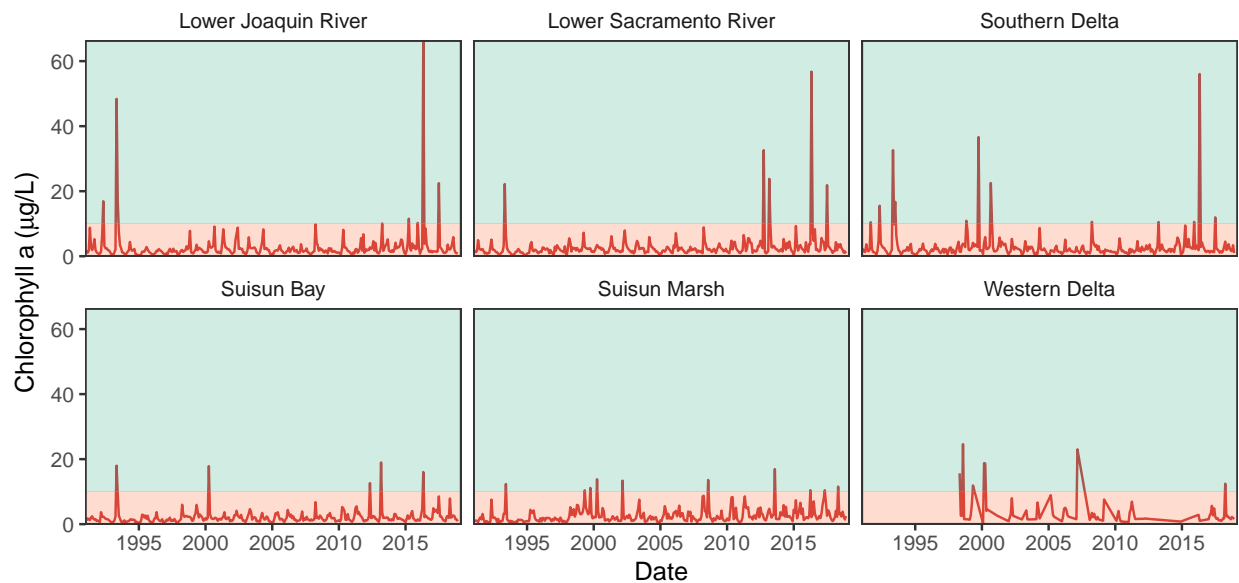 Lower Joaquin River
Lower Sacramento River
Southern Delta
60
40
20
0
Suisun Bay
Suisun Marsh
Western Delta
60
40
20
0
1995 2000 2005 2010 2015
1995 2000 2005 2010 2015
1995 2000 2005 2010 2015
Chlorophyll a (µg/L)
Date